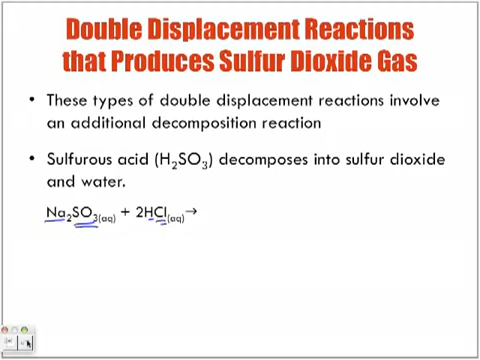 Double Displacement Reactions
that Produces Sulfur Dioxide Gas
• These types of double displacement reactions involve
an additional decomposition reaction
• Sulfurous acid (H₂SO₃) decomposes into sulfur dioxide
and water.
Na₂SO₃(aq) + 2HCl(aq)→